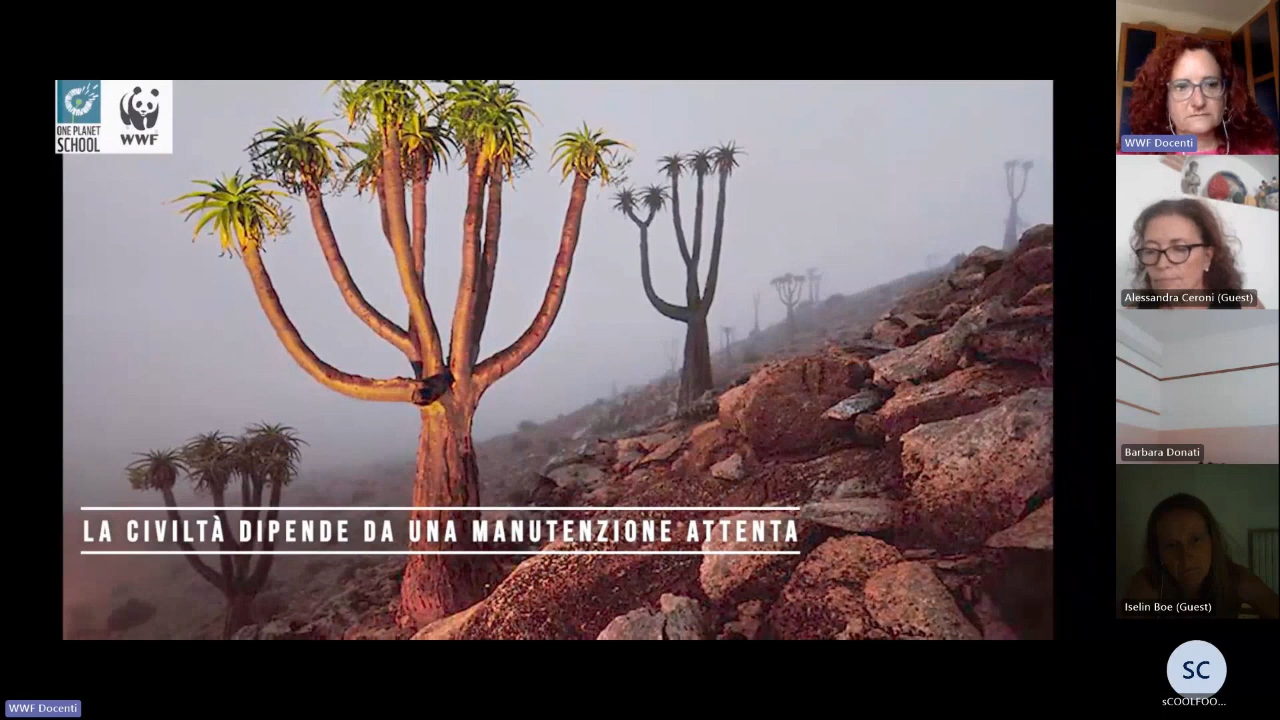 ONE PLANET
SCHOOL
WWF
LA CIVILTÀ DIPENDE DA UNA MANUTENZIONE ATTENTA
WWF Docenti
WWF Docenti
Alessandra Ceroni (Guest)
Barbara Donati
Iselin Boe (Guest)
SC
sCOOLFOO...